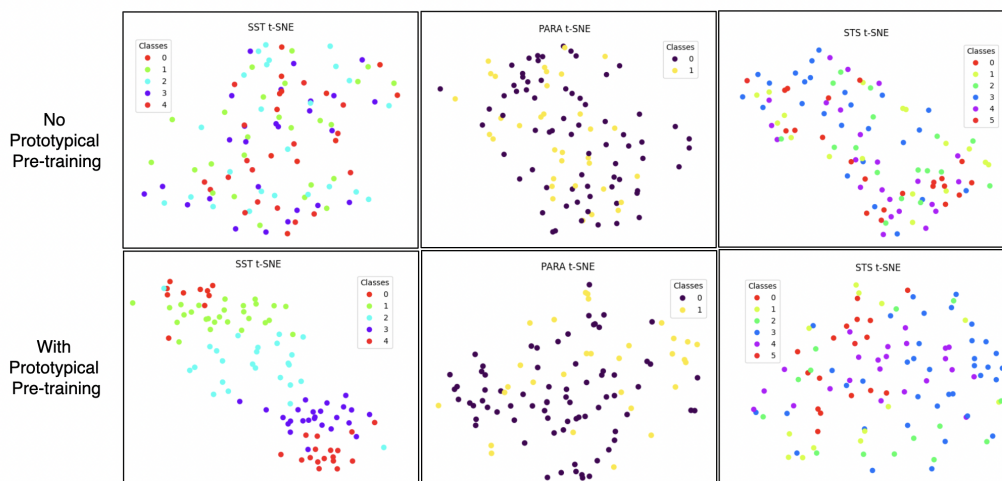 No
Prototypical
Pre-training
SST t-SNE
Classes
0
1
2
3
4
PARA t-SNE
Classes
0
1
STS t-SNE
Classes
0
1
2
3
4
5
With
Prototypical
Pre-training
SST t-SNE
Classes
0
1
2
3
4
PARA t-SNE
Classes
0
1
STS t-SNE
Classes
0
1
2
3
4
5